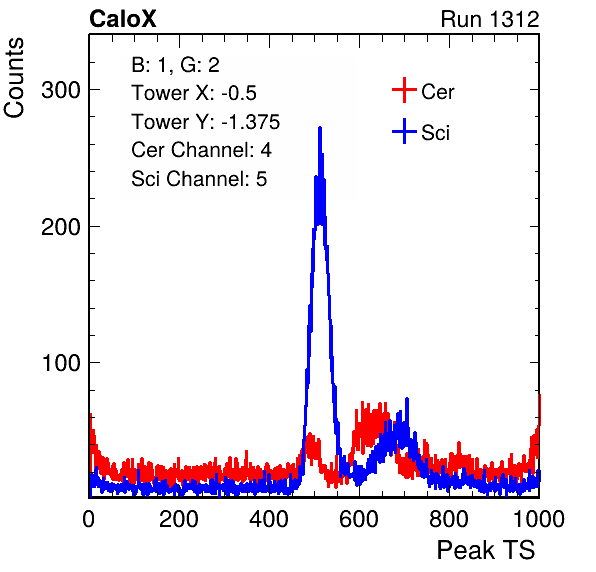 CaloX Run 1312
Counts
B: 1, G: 2
Tower X: -0.5
Tower Y: -1.375
Cer Channel: 4
Sci Channel: 5
Cer
Sci
300
200
100
0 200 400 600 800 1000
Peak TS